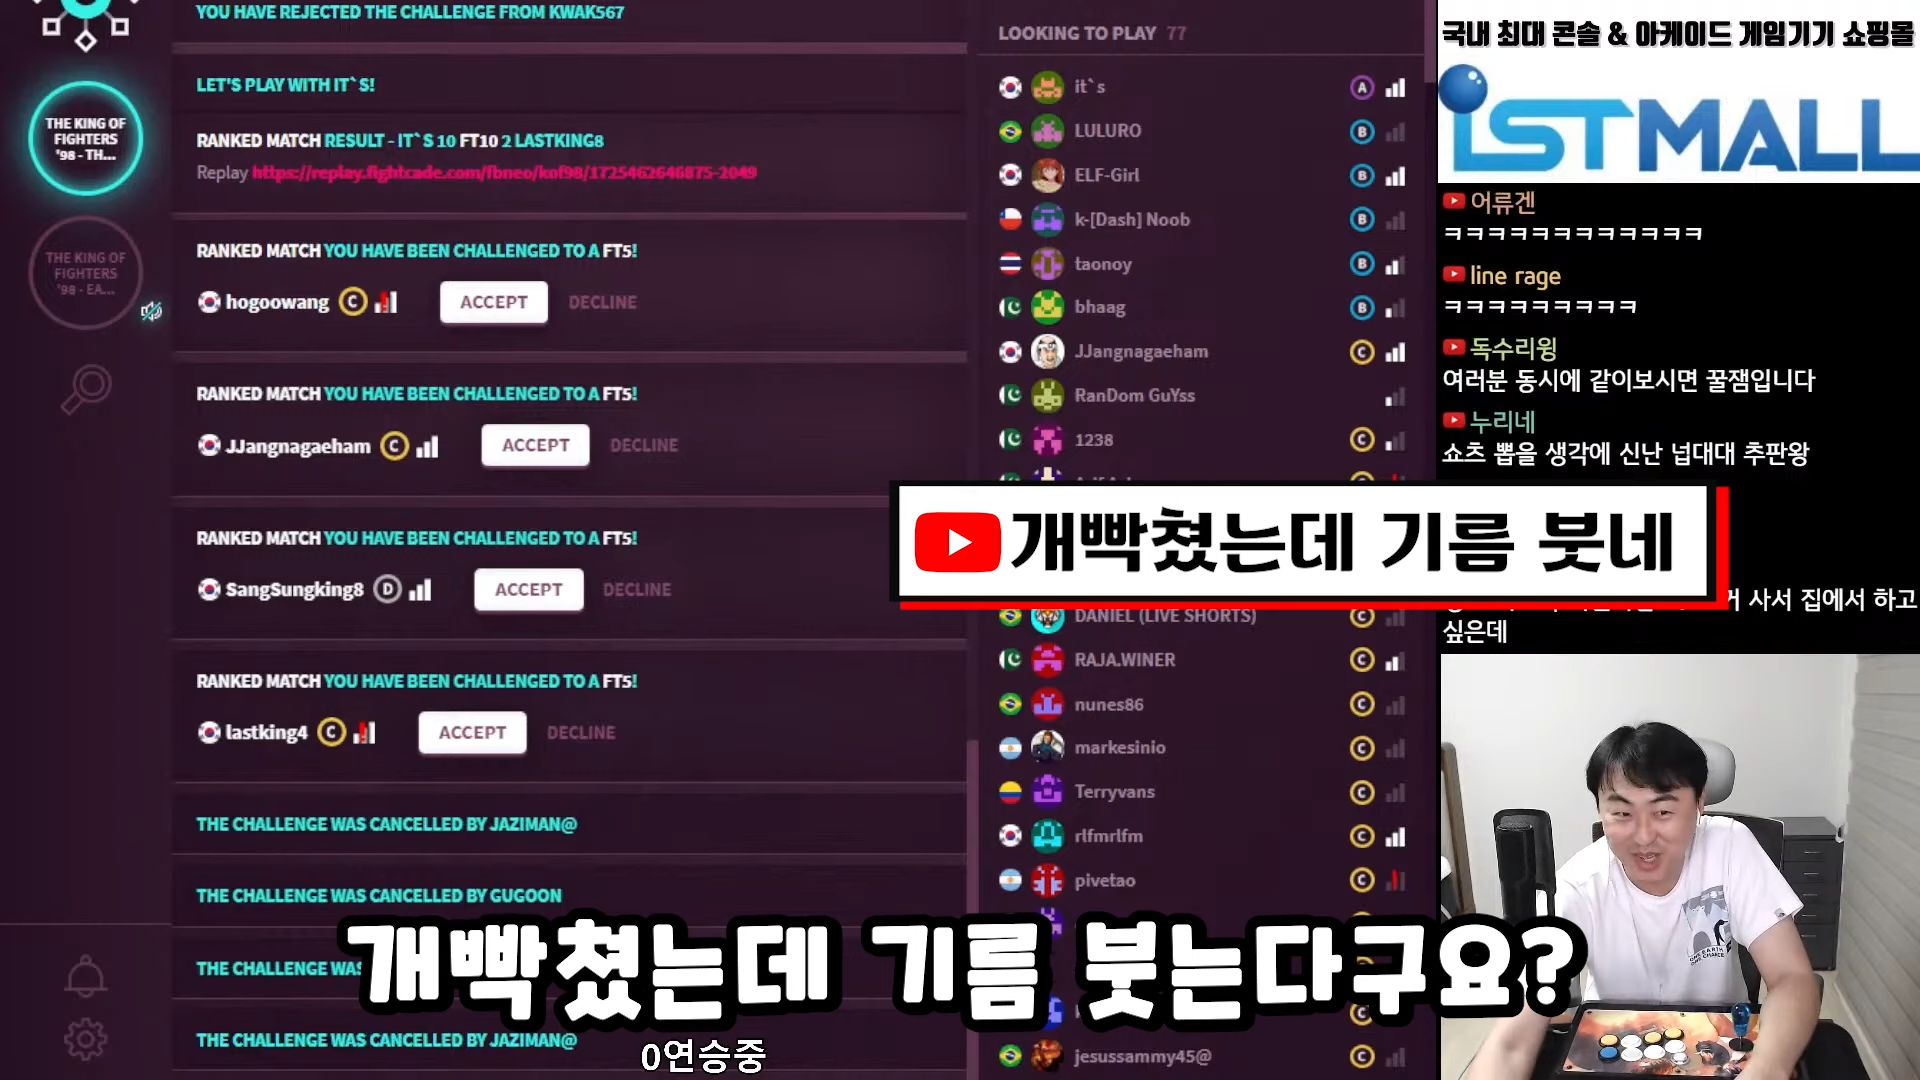 YOU HAVE REJECTED THE CHALLENGE FROM KWAK567
LET'S PLAY WITH IT`S!
RANKED MATCH RESULT - IT`S 10 FT10 2 LASTKING8
Replay https://replay.fightcade.com/fbneo/kof98/1725462646875-2049
RANKED MATCH YOU HAVE BEEN CHALLENGED TO A FT5!
hogoowang C ACCEPT DECLINE
RANKED MATCH YOU HAVE BEEN CHALLENGED TO A FT5!
JJangnagaeham C ACCEPT DECLINE
RANKED MATCH YOU HAVE BEEN CHALLENGED TO A FT5!
SangSungking8 D ACCEPT DECLINE
RANKED MATCH YOU HAVE BEEN CHALLENGED TO A FT5!
lastking4 C ACCEPT DECLINE
THE CHALLENGE WAS CANCELLED BY JAZIMAN@
THE CHALLENGE WAS CANCELLED BY GUGOON
THE CHALLENGE WAS
THE CHALLENGE WAS CANCELLED BY JAZIMAN@
THE KING OF
FIGHTERS
'98 - TH...
THE KING OF
FIGHTERS
'98 - EA...
LOOKING TO PLAY 77
it`s A
LULURO B
ELF-Girl B
k-[Dash] Noob B
taonoy B
bhaag B
JJangnagaeham C
RanDom GuYss
1238 C
DANIEL (LIVE SHORTS) C
RAJA.WINER C
nunes86 C
markesinio C
Terryvans C
rlfmrlfm C
pivetao C
jesussammy45@ C
국내 최대 콘솔 & 아케이드 게임기기 쇼핑몰
iSTMALL
어류겐
ㅋㅋㅋㅋㅋㅋㅋㅋㅋㅋㅋㅋ
line rage
ㅋㅋㅋㅋㅋㅋㅋㅋㅋ
독수리윙
여러분 동시에 같이보시면 꿀잼입니다
누리네
쇼츠 뽑을 생각에 신난 넙대대 추판왕
개빡쳤는데 기름 붓네
사서 집에서 하고
싶은데
개빡쳤는데 기름 붓는다구요?
0연승중